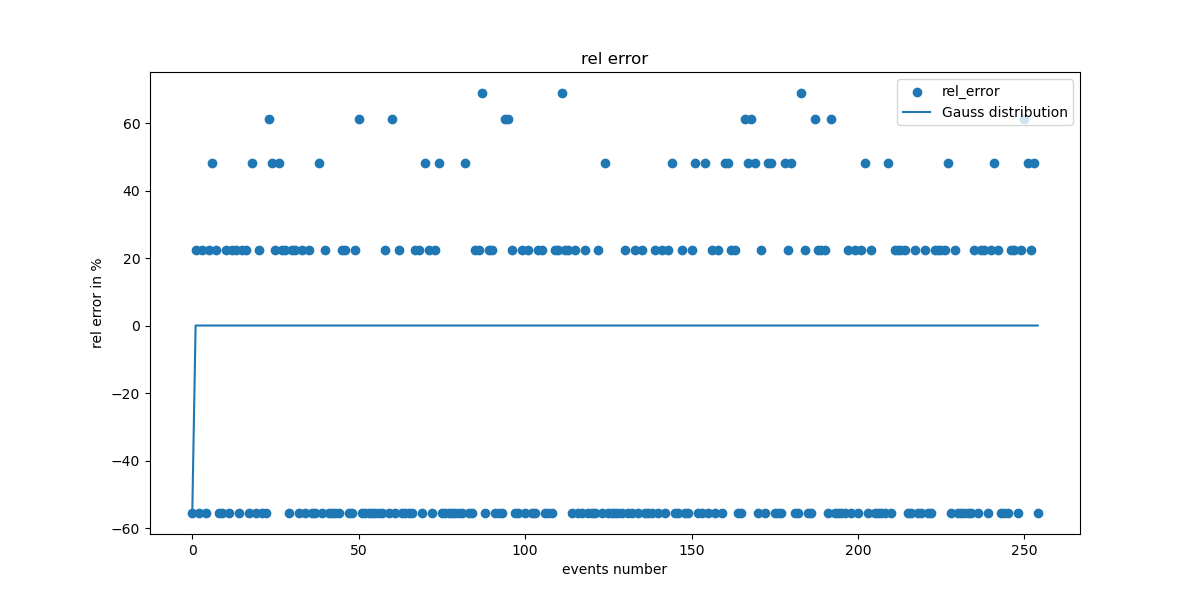 rel error
rel_error
Gauss distribution
60
40
20
0
−20
−40
−60
rel error in %
0 50 100 150 200 250
events number